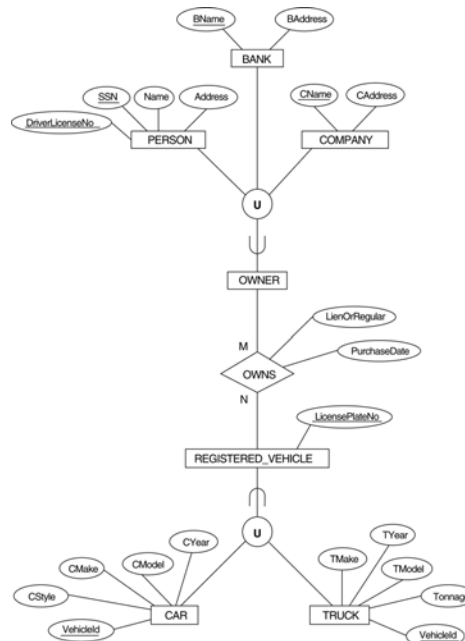 BName
BAddress
BANK
SSN
Name
Address
CName
CAddress
DriverLicenseNo
PERSON
COMPANY
U
OWNER
LienOrRegular
M
PurchaseDate
OWNS
N
LicensePlateNo
REGISTERED_VEHICLE
U
CYear
TYear
CModel
TMake
CMake
TModel
CStyle
Tonnag
CAR
TRUCK
VehicleId
VehicleId